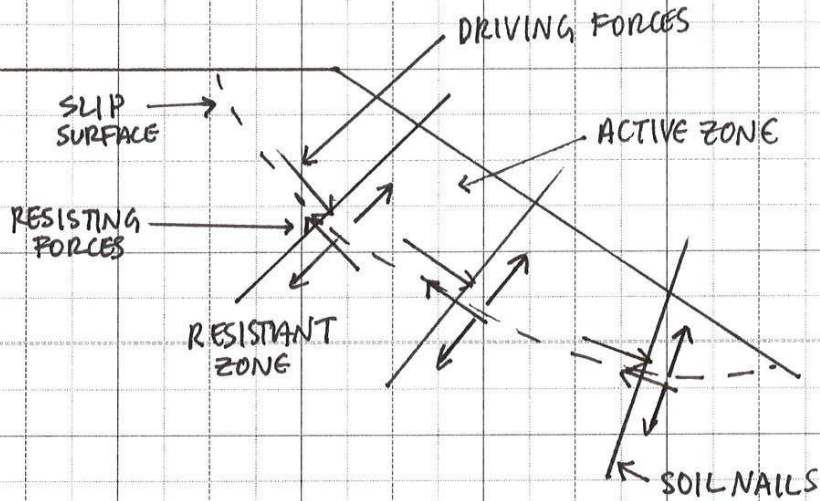 DRIVING FORCES
SLIP
SURFACE
ACTIVE ZONE
RESISTING
FORCES
RESISTANT
ZONE
SOIL NAILS